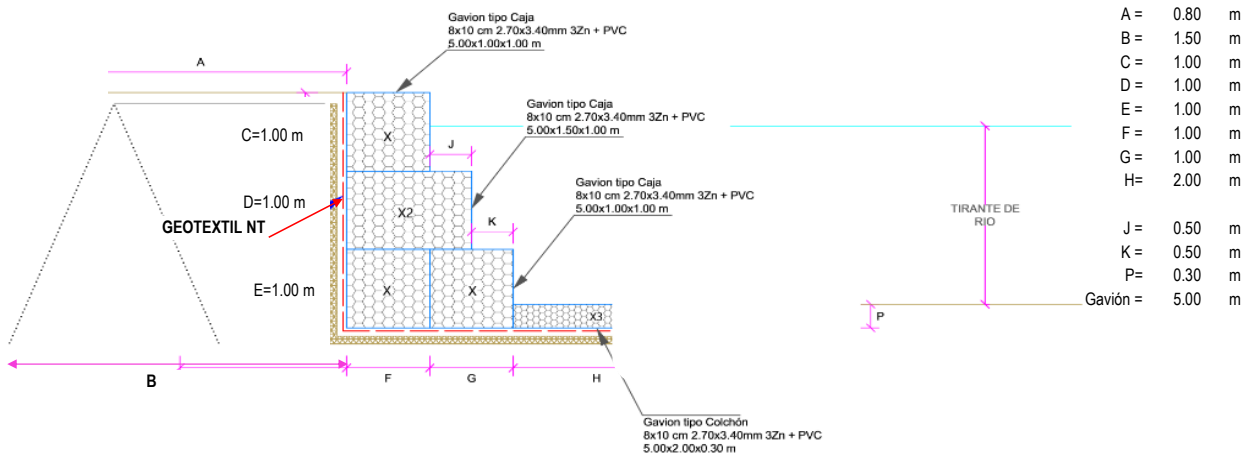 Gavion tipo Caja
8x10 cm 2.70x3.40mm 3Zn + PVC
5.00x1.00x1.00 m
A
Gavion tipo Caja
8x10 cm 2.70x3.40mm 3Zn + PVC
5.00x1.50x1.00 m
C=1.00 m
X
J
Gavion tipo Caja
8x10 cm 2.70x3.40mm 3Zn + PVC
5.00x1.00x1.00 m
D=1.00 m
X2
GEOTEXTIL NT
K
E=1.00 m
X
X
X3
B
F
G
H
Gavion tipo Colchón
8x10 cm 2.70x3.40mm 3Zn + PVC
5.00x2.00x0.30 m
TIRANTE DE
RIO
P
A = 0.80 m
B = 1.50 m
C = 1.00 m
D = 1.00 m
E = 1.00 m
F = 1.00 m
G = 1.00 m
H= 2.00 m
J = 0.50 m
K = 0.50 m
P= 0.30 m
Gavión = 5.00 m